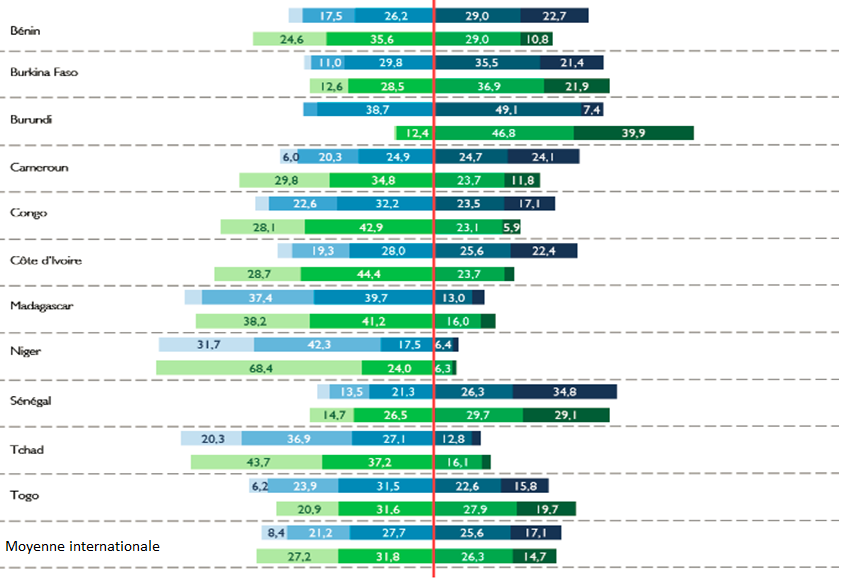 17,5 26,2 29,0 22,7
Bénin
24,6 35,6 29,0 10,8
11,0 29,8 35,5 21,4
Burkina Faso
12,6 28,5 36,9 21,9
38,7 49,1 7,4
Burundi
12,4 46,8 39,9
6,0 20,3 24,9 24,7 24,1
Cameroun
29,8 34,8 23,7 11,8
22,6 32,2 23,5 17,1
Congo
28,1 42,9 23,1 5,9
19,3 28,0 25,6 22,4
Côte d'Ivoire
28,7 44,4 23,7
37,4 39,7 13,0
Madagascar
38,2 41,2 16,0
31,7 42,3 17,5 6,4
Niger
68,4 24,0 6,3
13,5 21,3 26,3 34,8
Sénégal
14,7 26,5 29,7 29,1
20,3 36,9 27,1 12,8
Tchad
43,7 37,2 16,1
6,2 23,9 31,5 22,6 15,8
Togo
20,9 31,6 27,9 19,7
8,4 21,2 27,7 25,6 17,1
Moyenne internationale
27,2 31,8 26,3 14,7